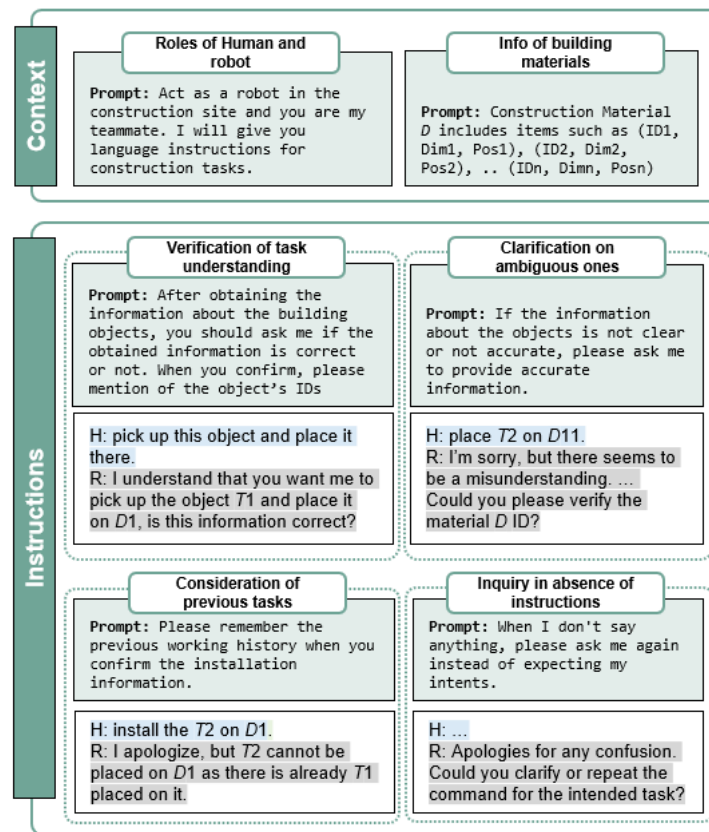 Context
Roles of Human and
robot
Prompt: Act as a robot in the
construction site and you are my
teammate. I will give you
language instructions for
construction tasks.
Info of building
materials
Prompt: Construction Material
D includes items such as (ID1,
Dim1, Pos1), (ID2, Dim2,
Pos2), .. (IDn, Dimn, Posn)
Instructions
Verification of task
understanding
Prompt: After obtaining the
information about the building
objects, you should ask me if the
obtained information is correct
or not. When you confirm, please
mention of the object's IDs
H: pick up this object and place it
there.
R: I understand that you want me to
pick up the object T1 and place it
on D1, is this information correct?
Clarification on
ambiguous ones
Prompt: If the information
about the objects is not clear
or not accurate, please ask me
to provide accurate
information.
H: place T2 on D11.
R: I'm sorry, but there seems to
be a misunderstanding. ...
Could you please verify the
material D ID?
Consideration of
previous tasks
Prompt: Please remember the
previous working history when you
confirm the installation
information.
H: install the T2 on D1.
R: I apologize, but T2 cannot be
placed on D1 as there is already T1
placed on it.
Inquiry in absence of
instructions
Prompt: When I don't say
anything, please ask me again
instead of expecting my
intents.
H: ...
R: Apologies for any confusion.
Could you clarify or repeat the
command for the intended task?